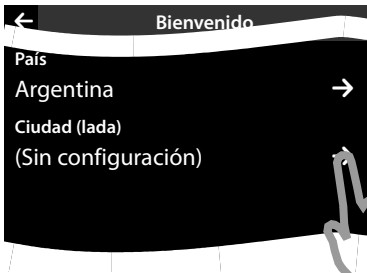 Bienvenido
País
Argentina
Ciudad (lada)
(Sin configuración)